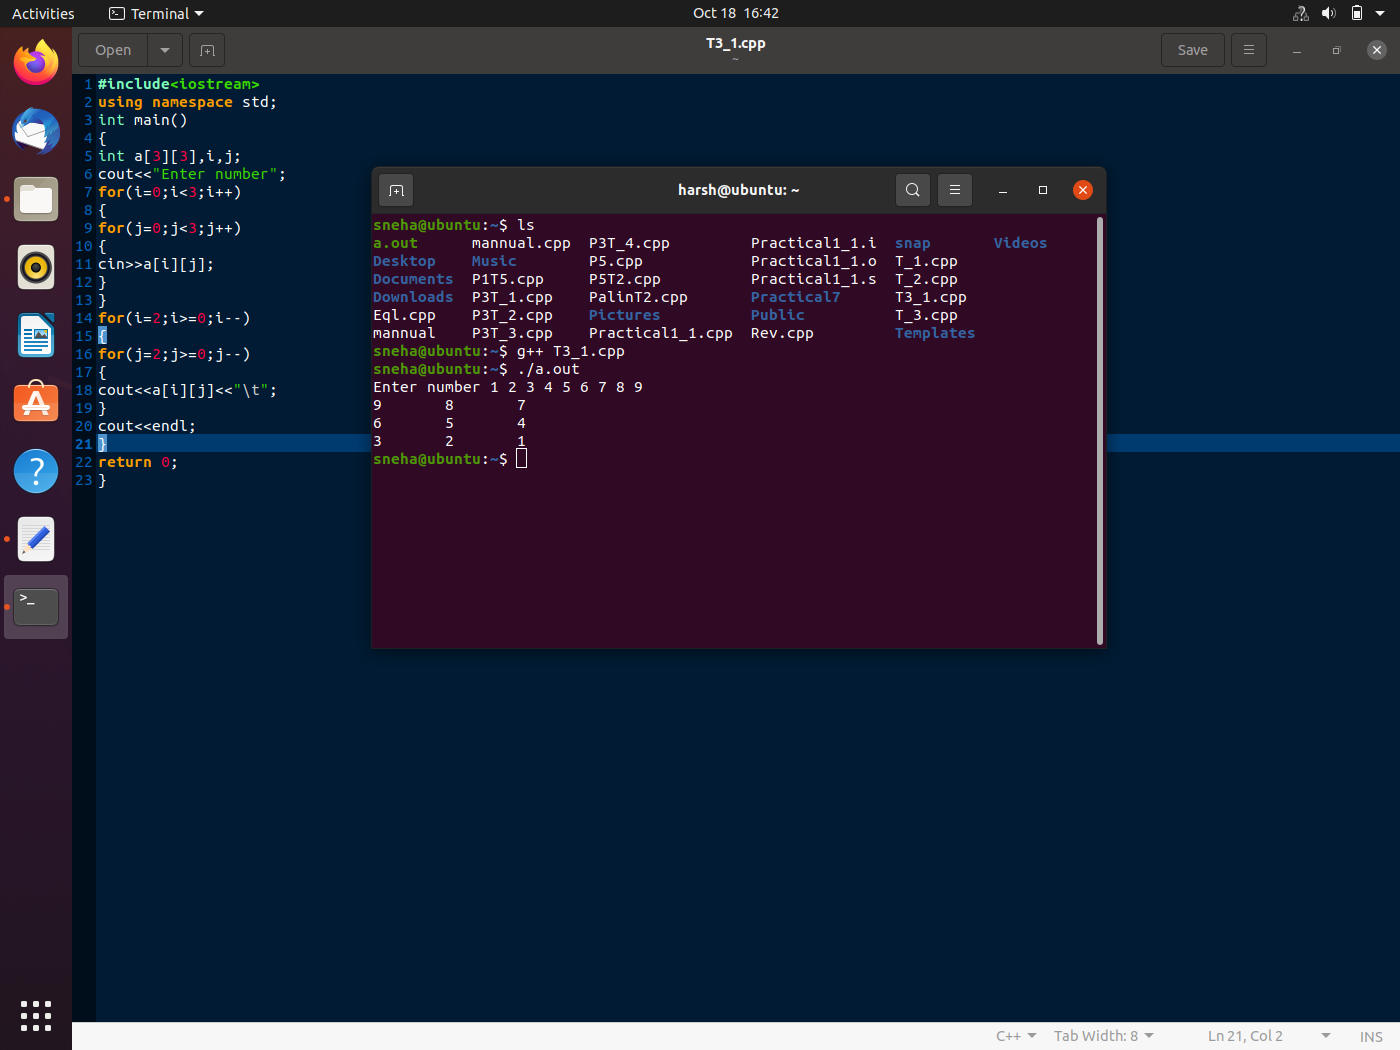 Activities Terminal Oct 18 16:42
Open T3_1.cpp Save
~
1 #include<iostream>
2 using namespace std;
3 int main()
4 {
5 int a[3][3],i,j;
6 cout<<"Enter number";
7 for(i=0;i<3;i++)
8 {
9 for(j=0;j<3;j++)
10 {
11 cin>>a[i][j];
12 }
13 }
14 for(i=2;i>=0;i--)
15 {
16 for(j=2;j>=0;j--)
17 {
18 cout<<a[i][j]<<"\t";
19 }
20 cout<<endl;
21 }
22 return 0;
23 }
harsh@ubuntu: ~
sneha@ubuntu:~$ ls
a.out mannual.cpp P3T_4.cpp Practical1_1.i snap Videos
Desktop Music P5.cpp Practical1_1.o T_1.cpp
Documents P1T5.cpp P5T2.cpp Practical1_1.s T_2.cpp
Downloads P3T_1.cpp PalinT2.cpp Practical7 T3_1.cpp
Eql.cpp P3T_2.cpp Pictures Public T_3.cpp
mannual P3T_3.cpp Practical1_1.cpp Rev.cpp Templates
sneha@ubuntu:~$ g++ T3_1.cpp
sneha@ubuntu:~$ ./a.out
Enter number 1 2 3 4 5 6 7 8 9
9 8 7
6 5 4
3 2 1
sneha@ubuntu:~$
C++ Tab Width: 8 Ln 21, Col 2 INS